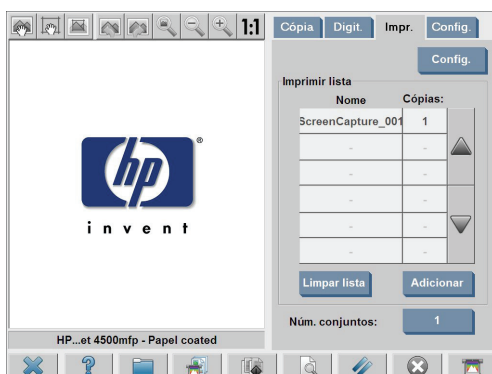 1:1
Cópia Digit. Impr. Config.
Config.
Imprimir lista
Nome Cópias:
ScreenCapture_001 1
- -
- -
- -
- -
- -
Limpar lista Adicionar
Núm. conjuntos: 1
hp ®
invent
HP...et 4500mfp - Papel coated
?